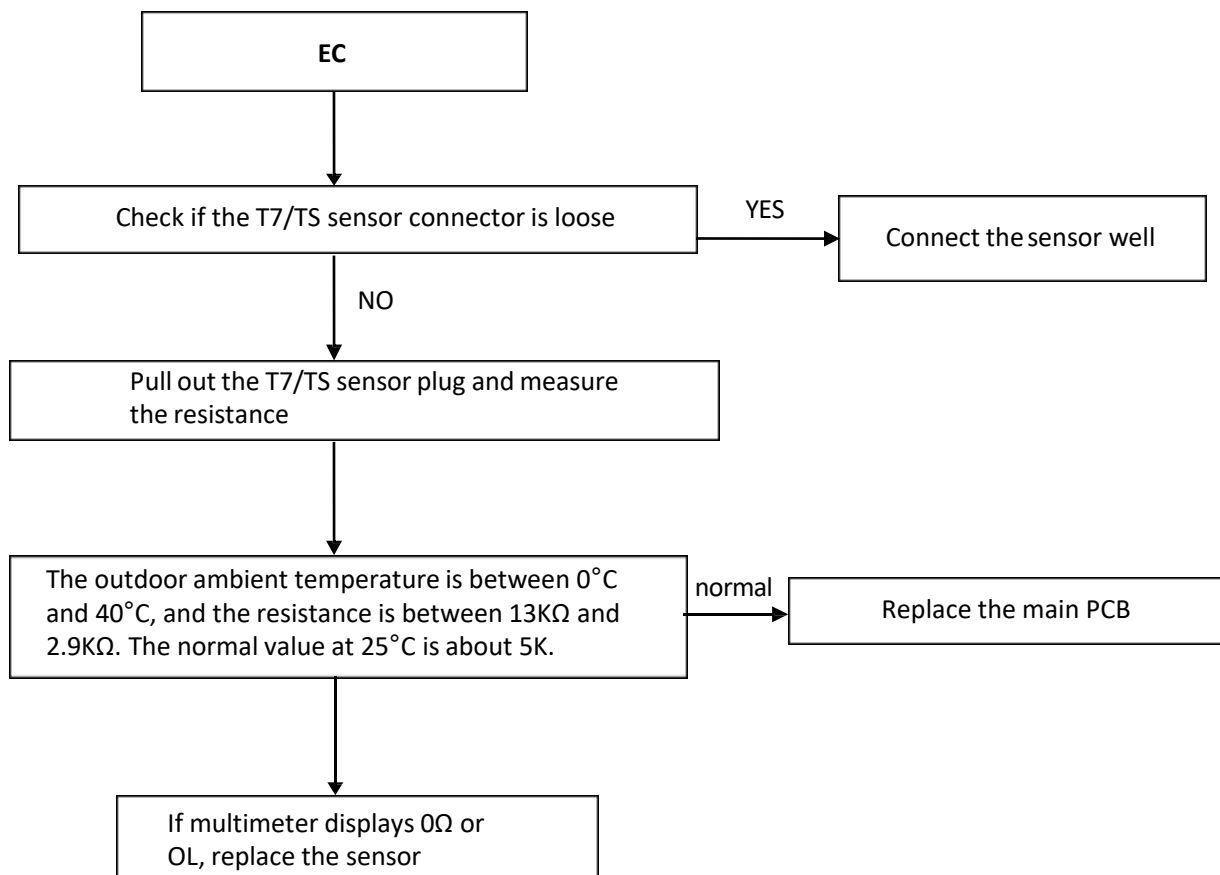 EC
Check if the T7/TS sensor connector is loose
YES
Connect the sensor well
NO
Pull out the T7/TS sensor plug and measure
the resistance
The outdoor ambient temperature is between 0°C
and 40°C, and the resistance is between 13KΩ and
2.9KΩ. The normal value at 25°C is about 5K.
normal
Replace the main PCB
If multimeter displays 0Ω or
OL, replace the sensor